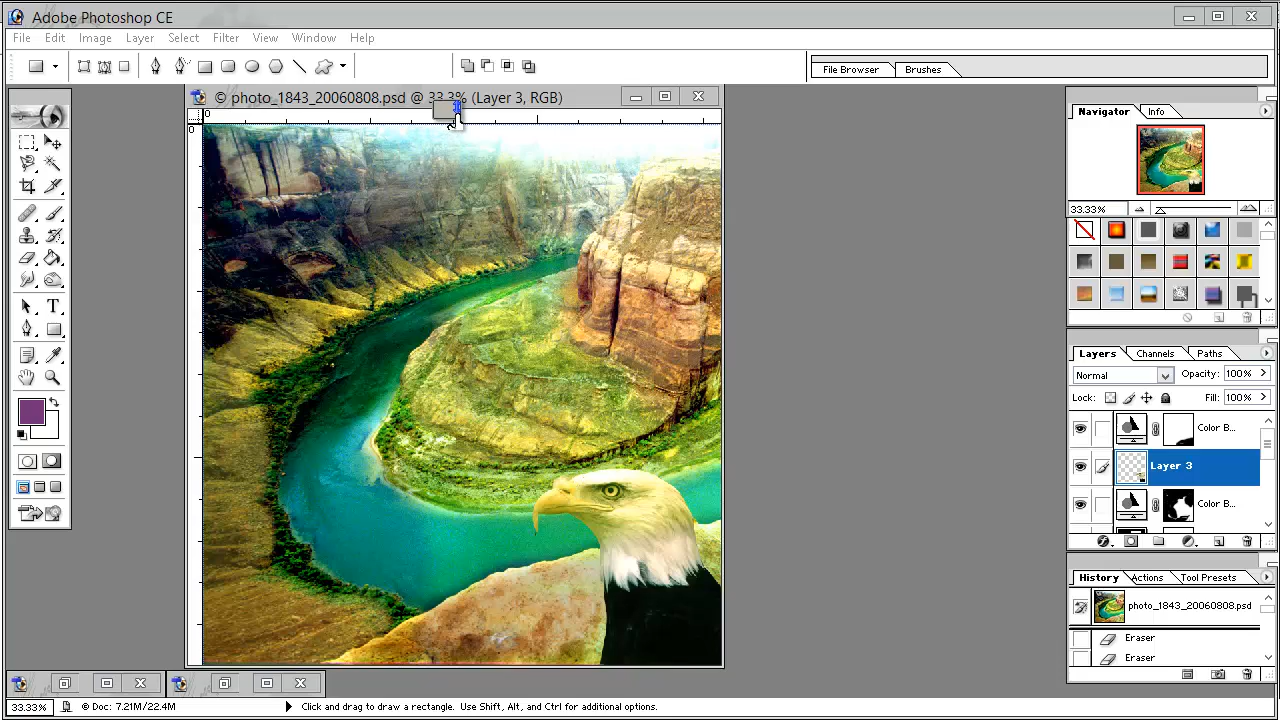 Adobe Photoshop CE
File Edit Image Layer Select Filter View Window Help
File Browser Brushes
© photo_1843_20060808.psd @ 33.3% (Layer 3, RGB)
0
0
Navigator Info
33.33%
Layers Channels Paths
Normal Opacity: 100%
Lock: Fill: 100%
Color B...
Layer 3
Color B...
History Actions Tool Presets
photo_1843_20060808.psd
Eraser
Eraser
33.33% © Doc: 7.21M/22.4M Click and drag to draw a rectangle. Use Shift, Alt, and Ctrl for additional options.